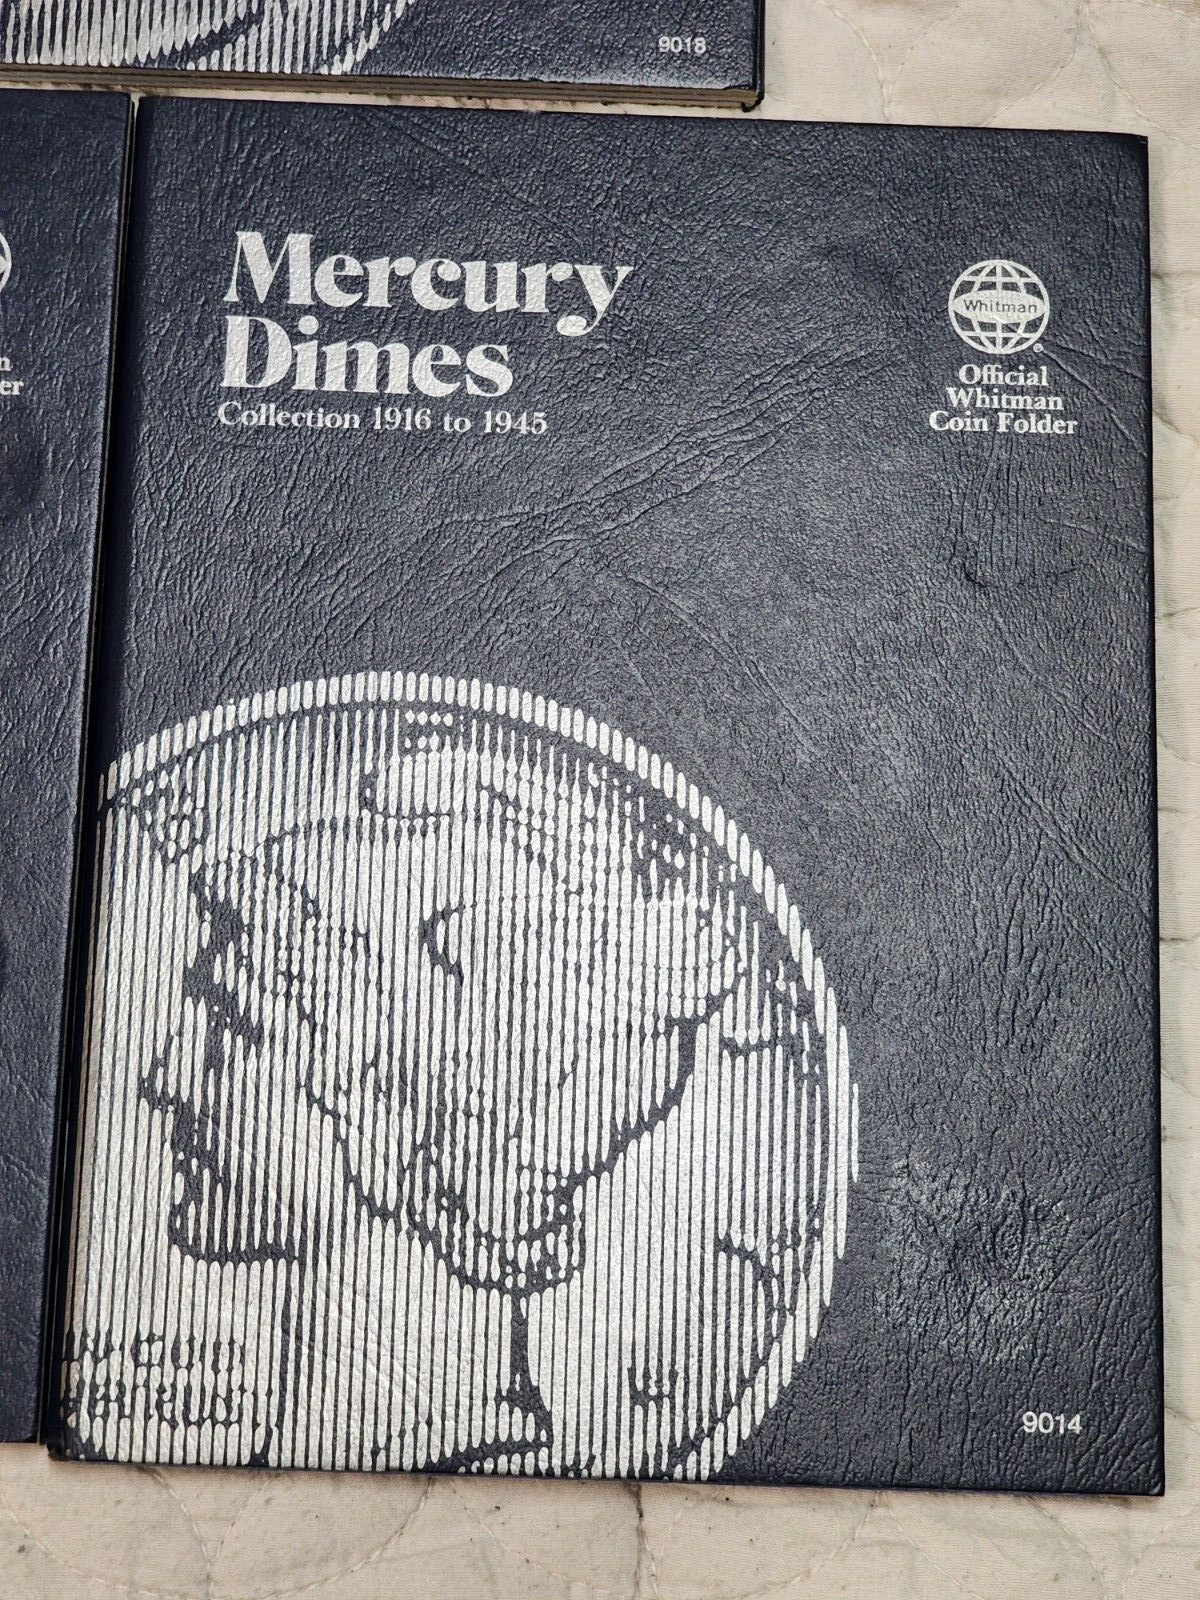 9018
Mercury
Dimes
Collection 1916 to 1945
Whitman
Official
Whitman
Coin Folder
9014